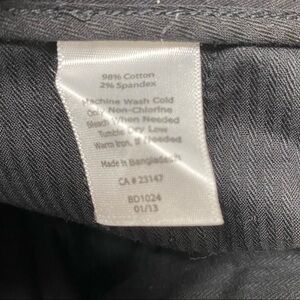 98% Cotton
2% Spandex
Machine Wash Cold
Only Non-Chlorine
Bleach When Needed
Tumble Dry Low
Warm Iron, If Needed
Made in Bangladesh
CA # 23147
BD1024
01/13